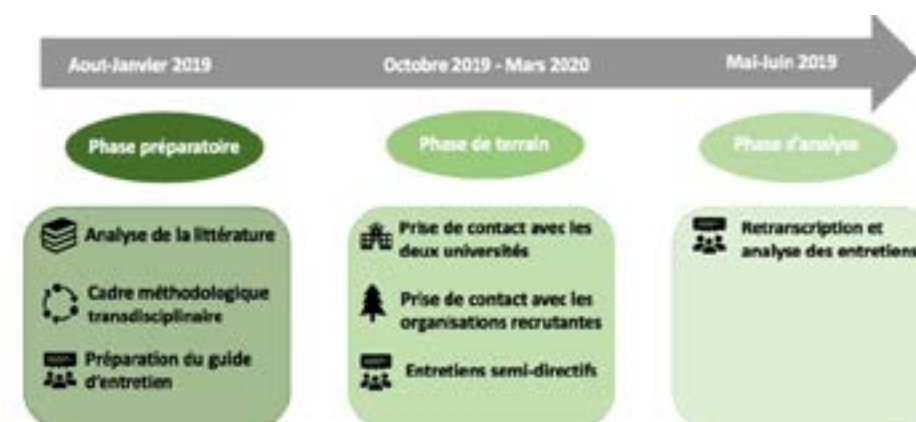 Aout-Janvier 2019
Octobre 2019 - Mars 2020
Mai-Juin 2019
Phase préparatoire
Phase de terrain
Phase d'analyse
Analyse de la littérature
Cadre méthodologique
transdisciplinaire
Préparation du guide
d'entretien
Prise de contact avec les
deux universités
Prise de contact avec les
organisations recrutantes
Entretiens semi-directifs
Retranscription et
analyse des entretiens